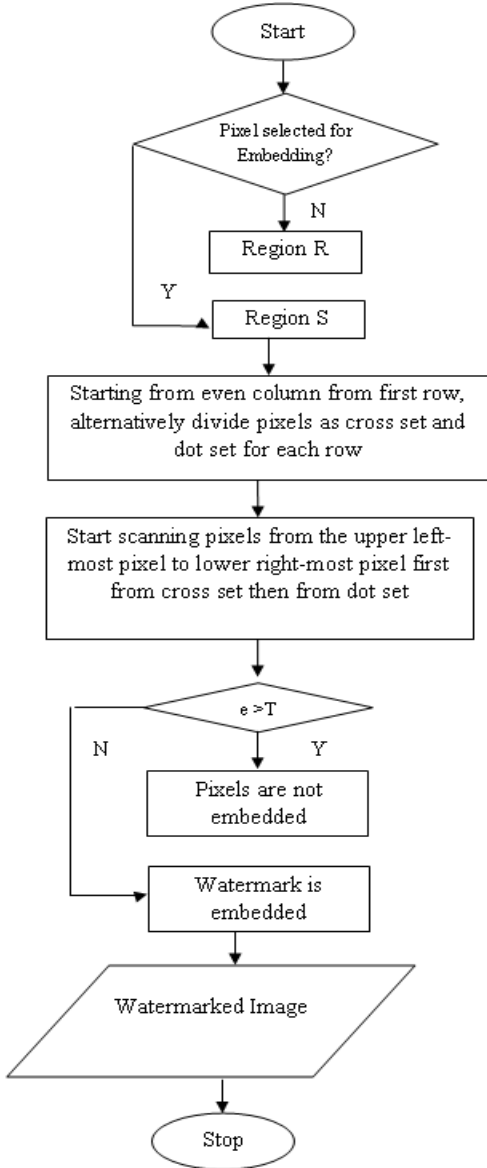 Start
Pixel selected for
Embedding?
N
Region R
Y
Region S
Starting from even column from first row,
alternatively divide pixels as cross set and
dot set for each row
Start scanning pixels from the upper left-
most pixel to lower right-most pixel first
from cross set then from dot set
e >T
N
Y
Pixels are not
embedded
Watermark is
embedded
Watermarked Image
Stop